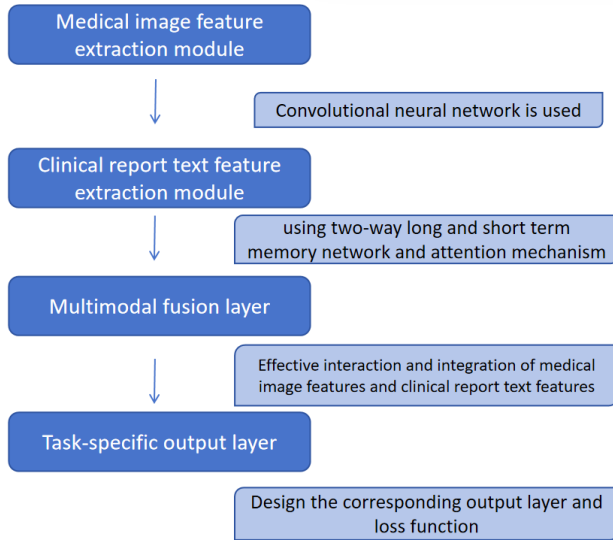 Medical image feature
extraction module
Convolutional neural network is used
Clinical report text feature
extraction module
using two-way long and short term
memory network and attention mechanism
Multimodal fusion layer
Effective interaction and integration of medical
image features and clinical report text features
Task-specific output layer
Design the corresponding output layer and
loss function